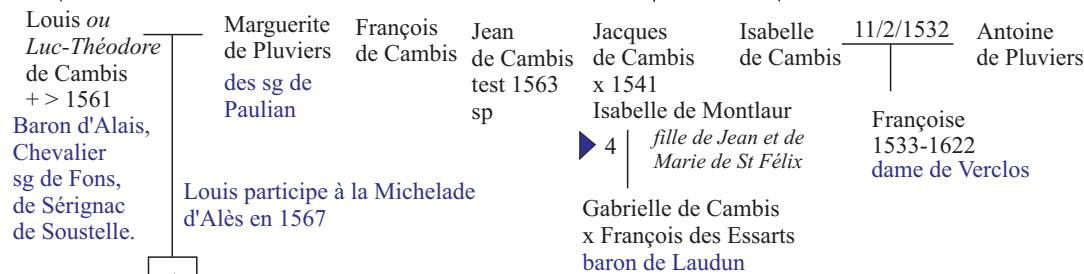 Louis ou
Luc-Théodore
de Cambis
+ > 1561
Baron d'Alais,
Chevalier
sg de Fons,
de Sérignac
de Soustelle.
Marguerite
de Pluviers
des sg de
Paulian
Louis participe à la Michelade
d'Alès en 1567
François
de Cambis
Jean
de Cambis
test 1563
sp
Jacques
de Cambis
x 1541
Isabelle de Montlaur
4
fille de Jean et de
Marie de St Félix
Gabrielle de Cambis
x François des Essarts
baron de Laudun
Isabelle
de Cambis
11/2/1532
Antoine
de Pluviers
Françoise
1533-1622
dame de Verclos